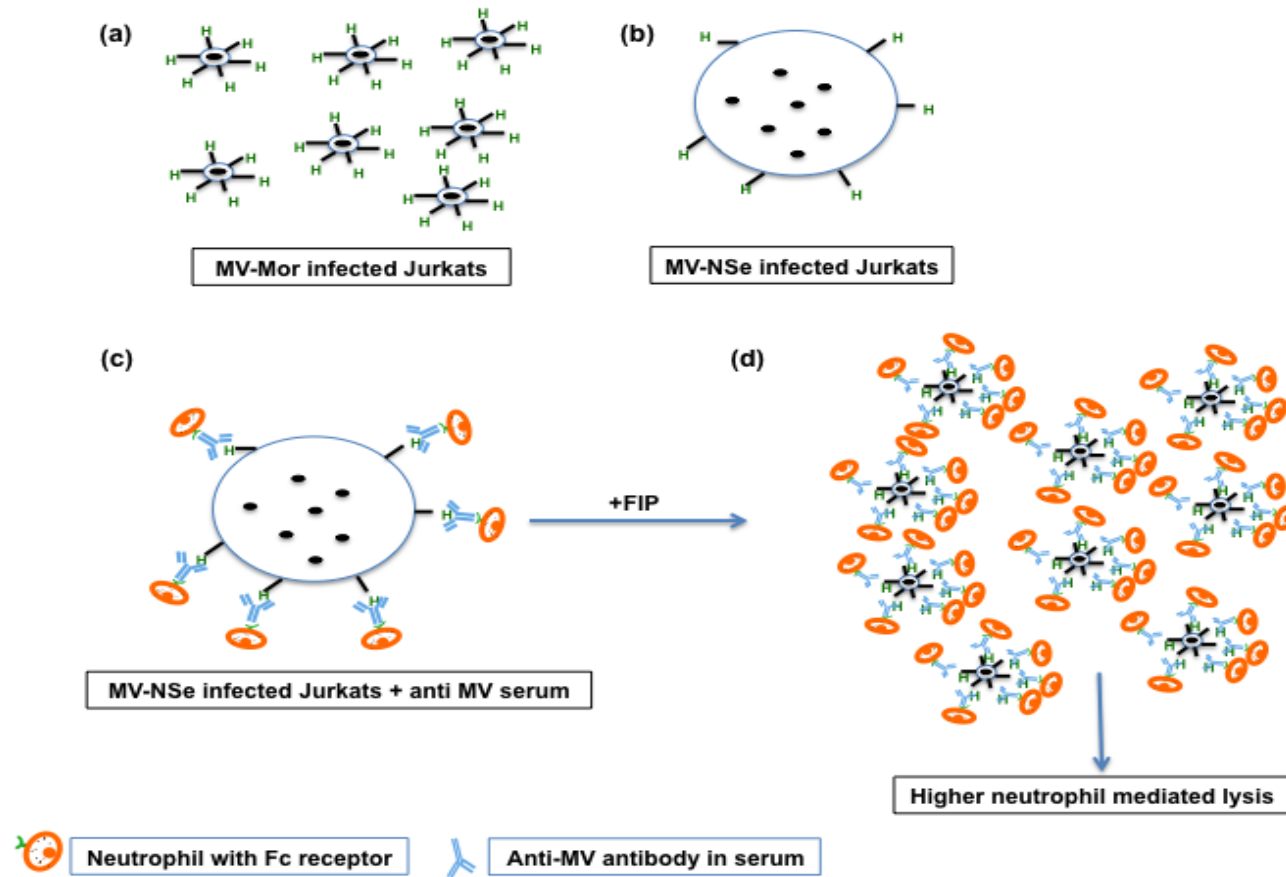 (a)
H H H H H H
H H H H H H
H H H H H H
H H H H H H
H H H H H H
H H H H H H
H H H H H H
MV-Mor infected Jurkats
(b)
H H
H
H
H H
MV-NSe infected Jurkats
(c)
H H
H
H
H H
MV-NSe infected Jurkats + anti MV serum
+FIP
(d)
H H H H H H
H H H H H H
H H H H H H
H H H H H H
H H H H H H
H H H H H H
H H H H H H
H H H H H H
H H H H H H
Higher neutrophil mediated lysis
Neutrophil with Fc receptor
Anti-MV antibody in serum